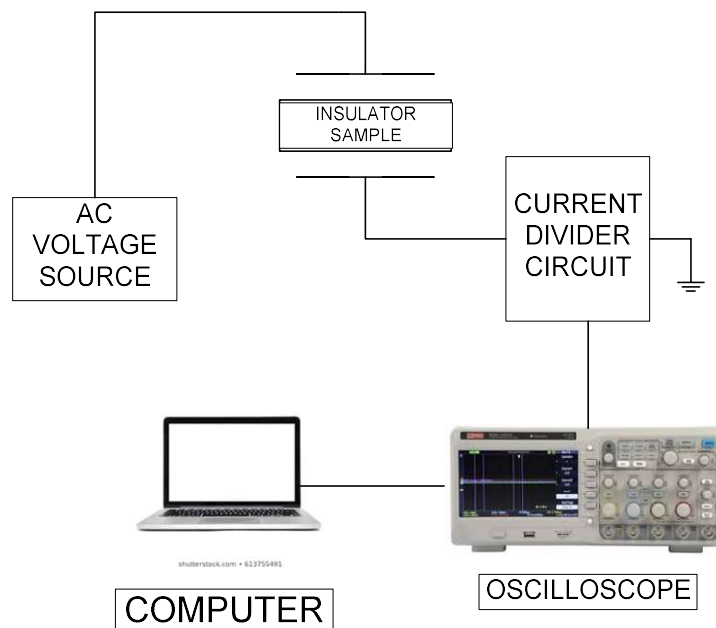 INSULATOR
SAMPLE
AC
VOLTAGE
SOURCE
CURRENT
DIVIDER
CIRCUIT
shutterstock.com • 613755491
COMPUTER
OSCILLOSCOPE